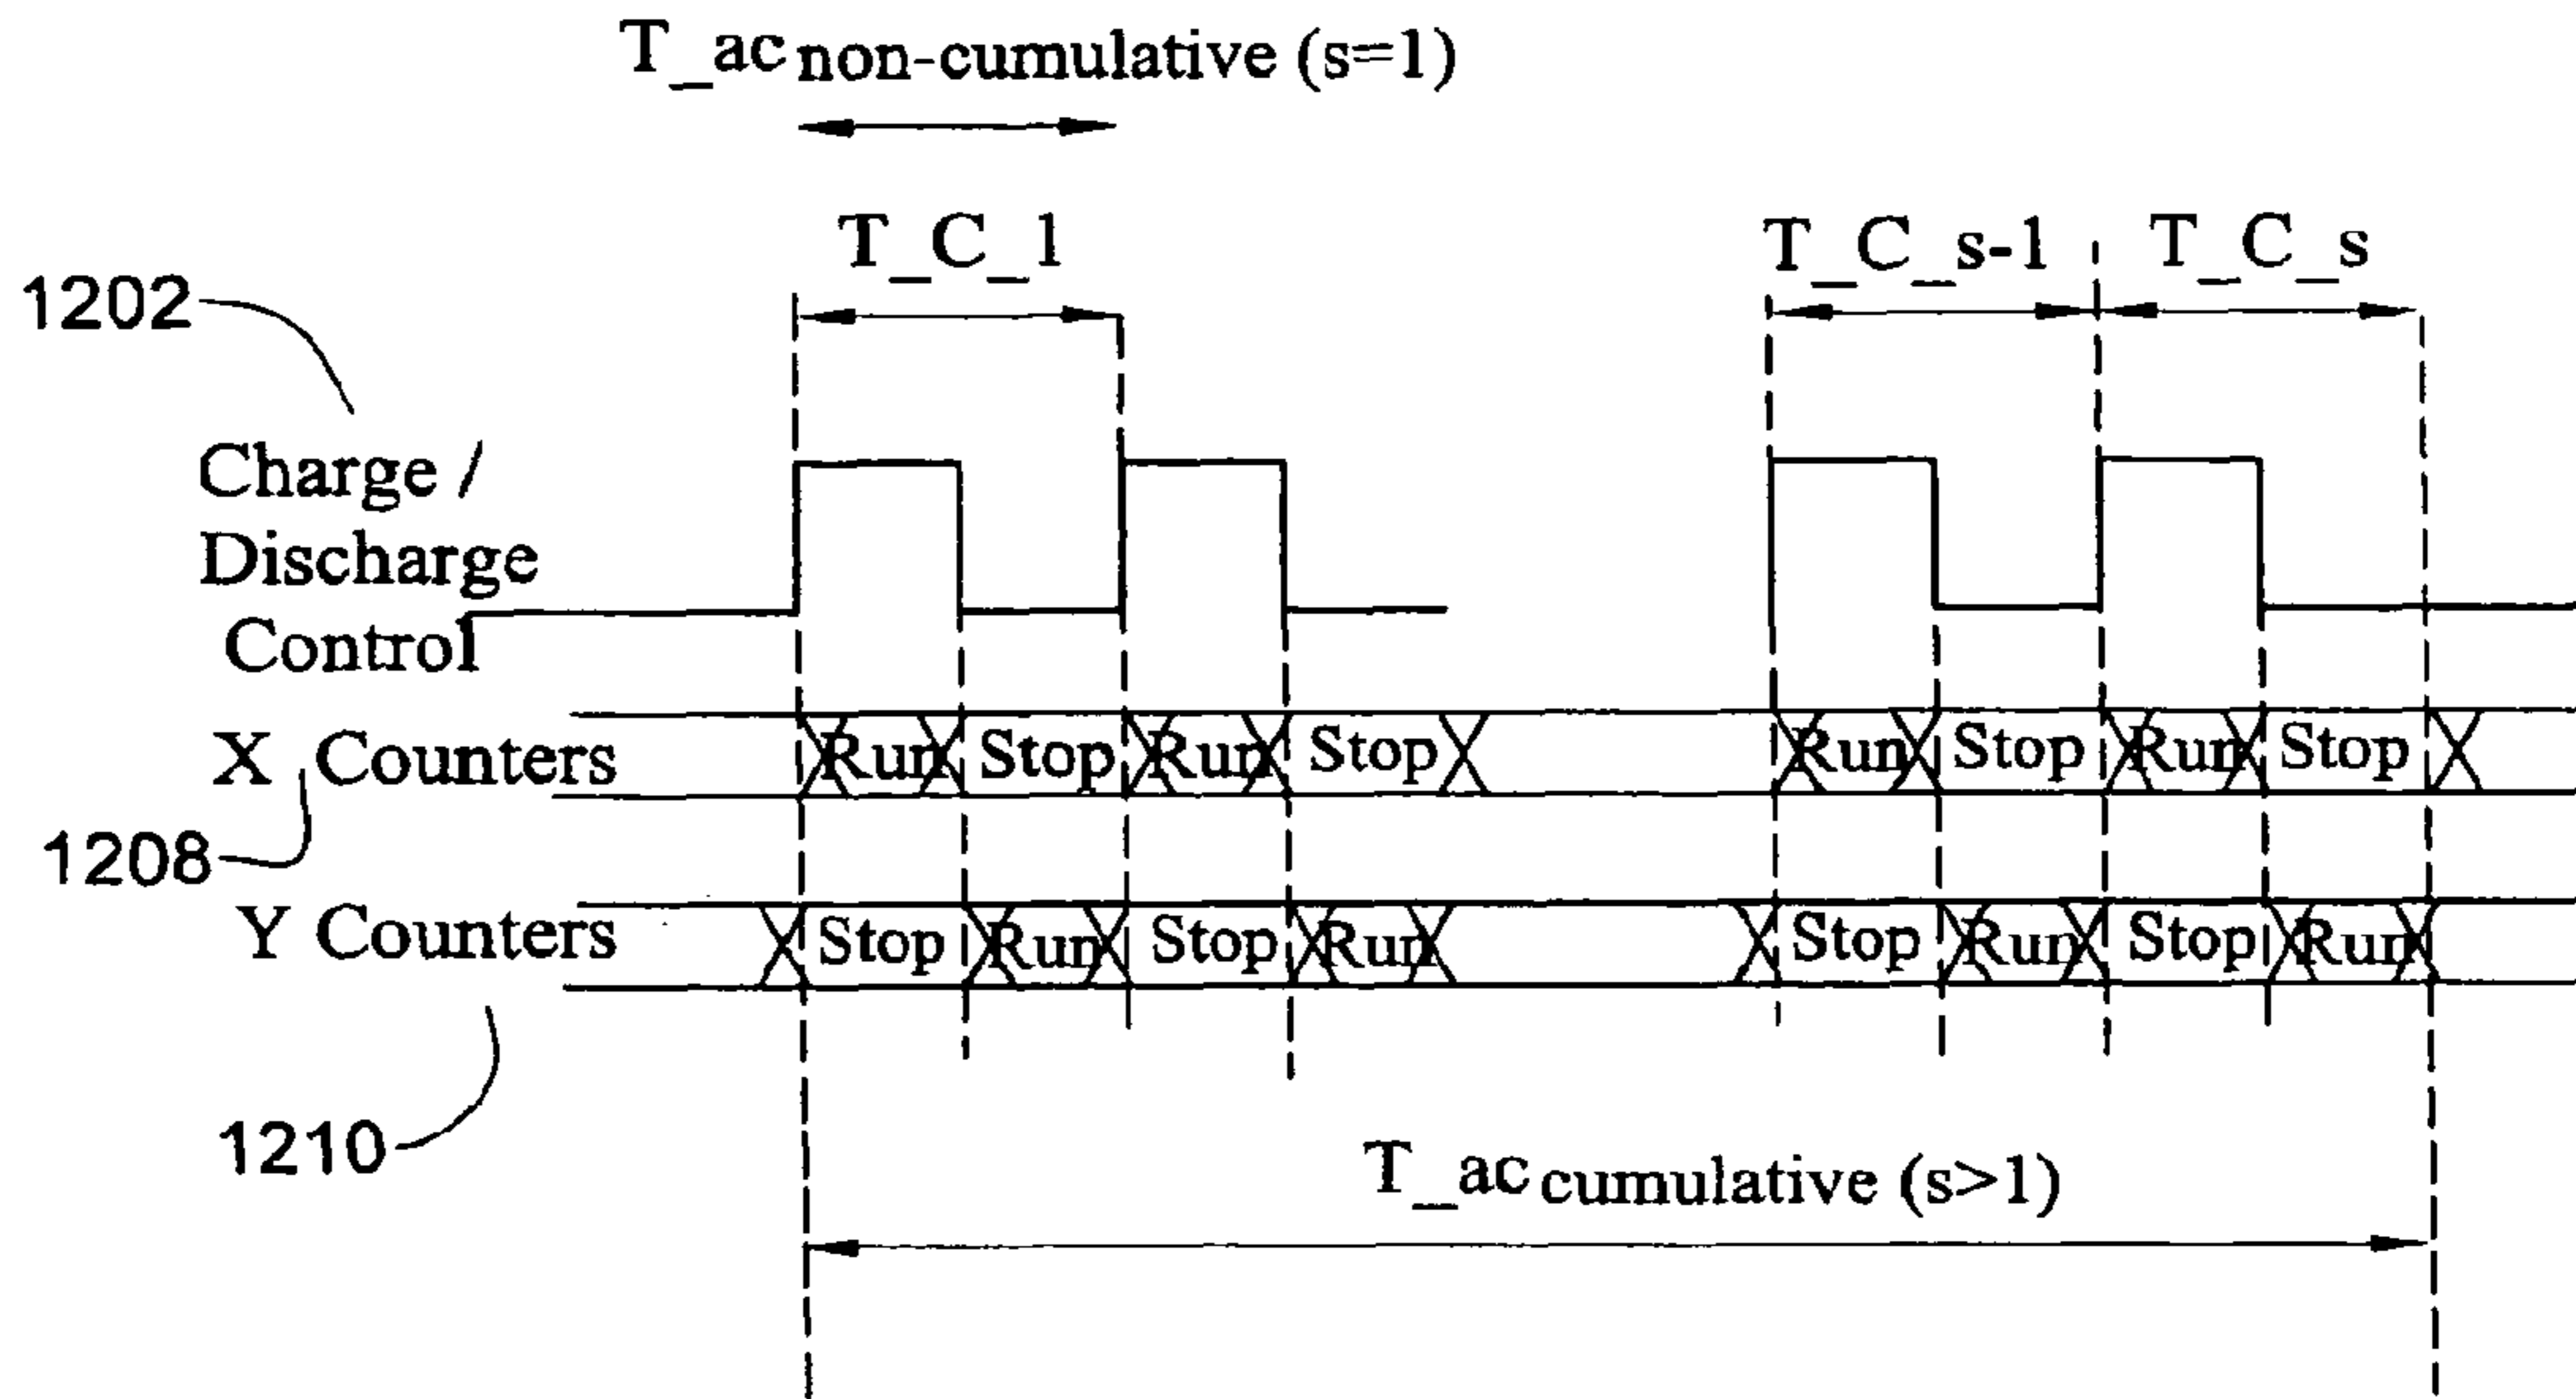 T_ac non-cumulative (s=1)
T_C_1
T_C_s-1
T_C_s
1202
Charge /
Discharge
Control
X Counters
Run Stop Run Stop Run Stop Run Stop
1208
Y Counters
Stop Run Stop Run Stop Run Stop Run
1210
T_ac cumulative (s>1)